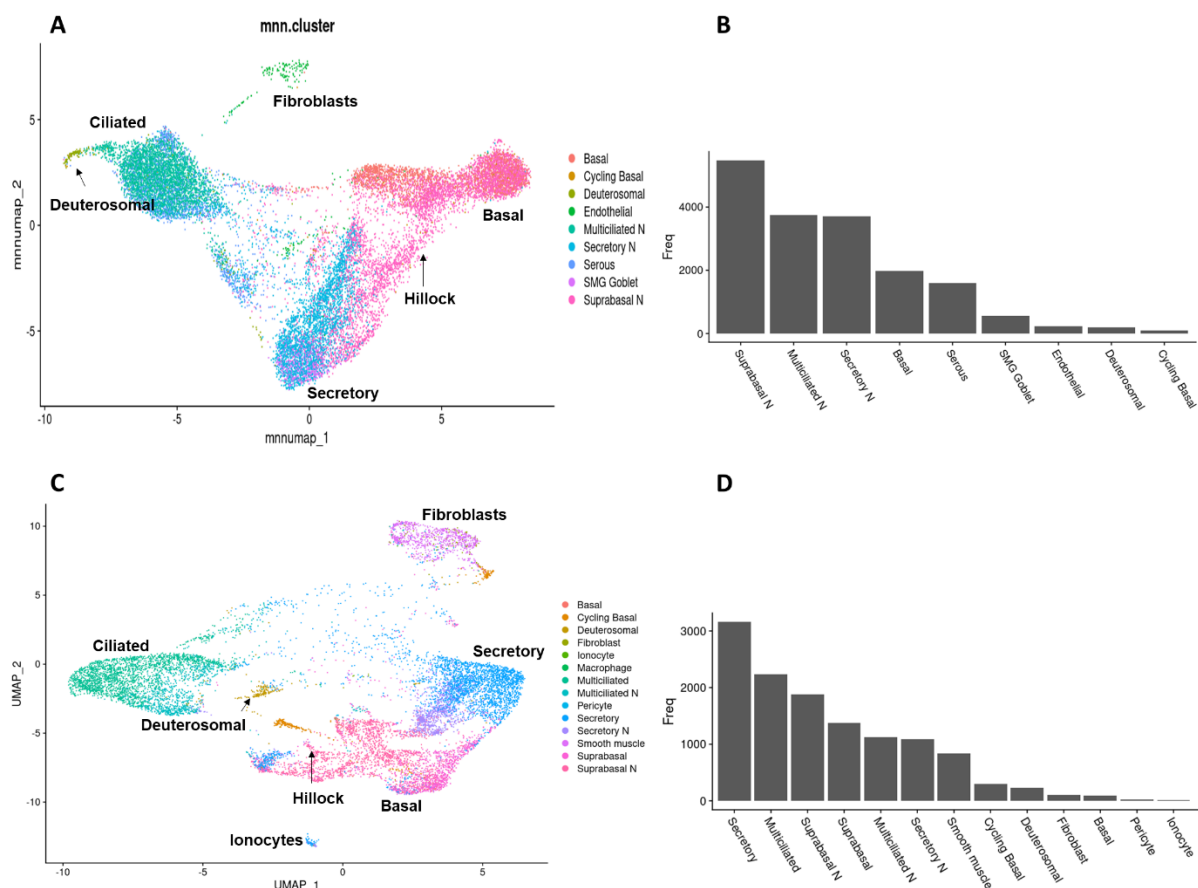 A
mnn.cluster
Fibroblasts
Ciliated
Deuterosomal
Basal
Hillock
Secretory
5
0
-5
mnnumap_2
-10
-5
0
5
mnnumap_1
Basal
Cycling Basal
Deuterosomal
Endothelial
Multiciliated N
Secretory N
Serous
SMG Goblet
Suprabasal N
B
Freq
4000
2000
0
Suprabasal N
Multiciliated N
Secretory N
Basal
Serous
SMG Goblet
Endothelial
Deuterosomal
Cycling Basal
C
Fibroblasts
Ciliated
Secretory
Deuterosomal
Hillock
Basal
Ionocytes
10
5
0
-5
-10
UMAP_2
-10
-5
0
5
UMAP_1
Basal
Cycling Basal
Deuterosomal
Fibroblast
Ionocyte
Macrophage
Multiciliated
Multiciliated N
Pericyte
Secretory
Secretory N
Smooth muscle
Suprabasal
Suprabasal N
D
Freq
3000
2000
1000
0
Secretory
Multiciliated
Suprabasal N
Suprabasal
Multiciliated N
Secretory N
Smooth muscle
Cycling Basal
Deuterosomal
Fibroblast
Basal
Pericyte
Ionocyte